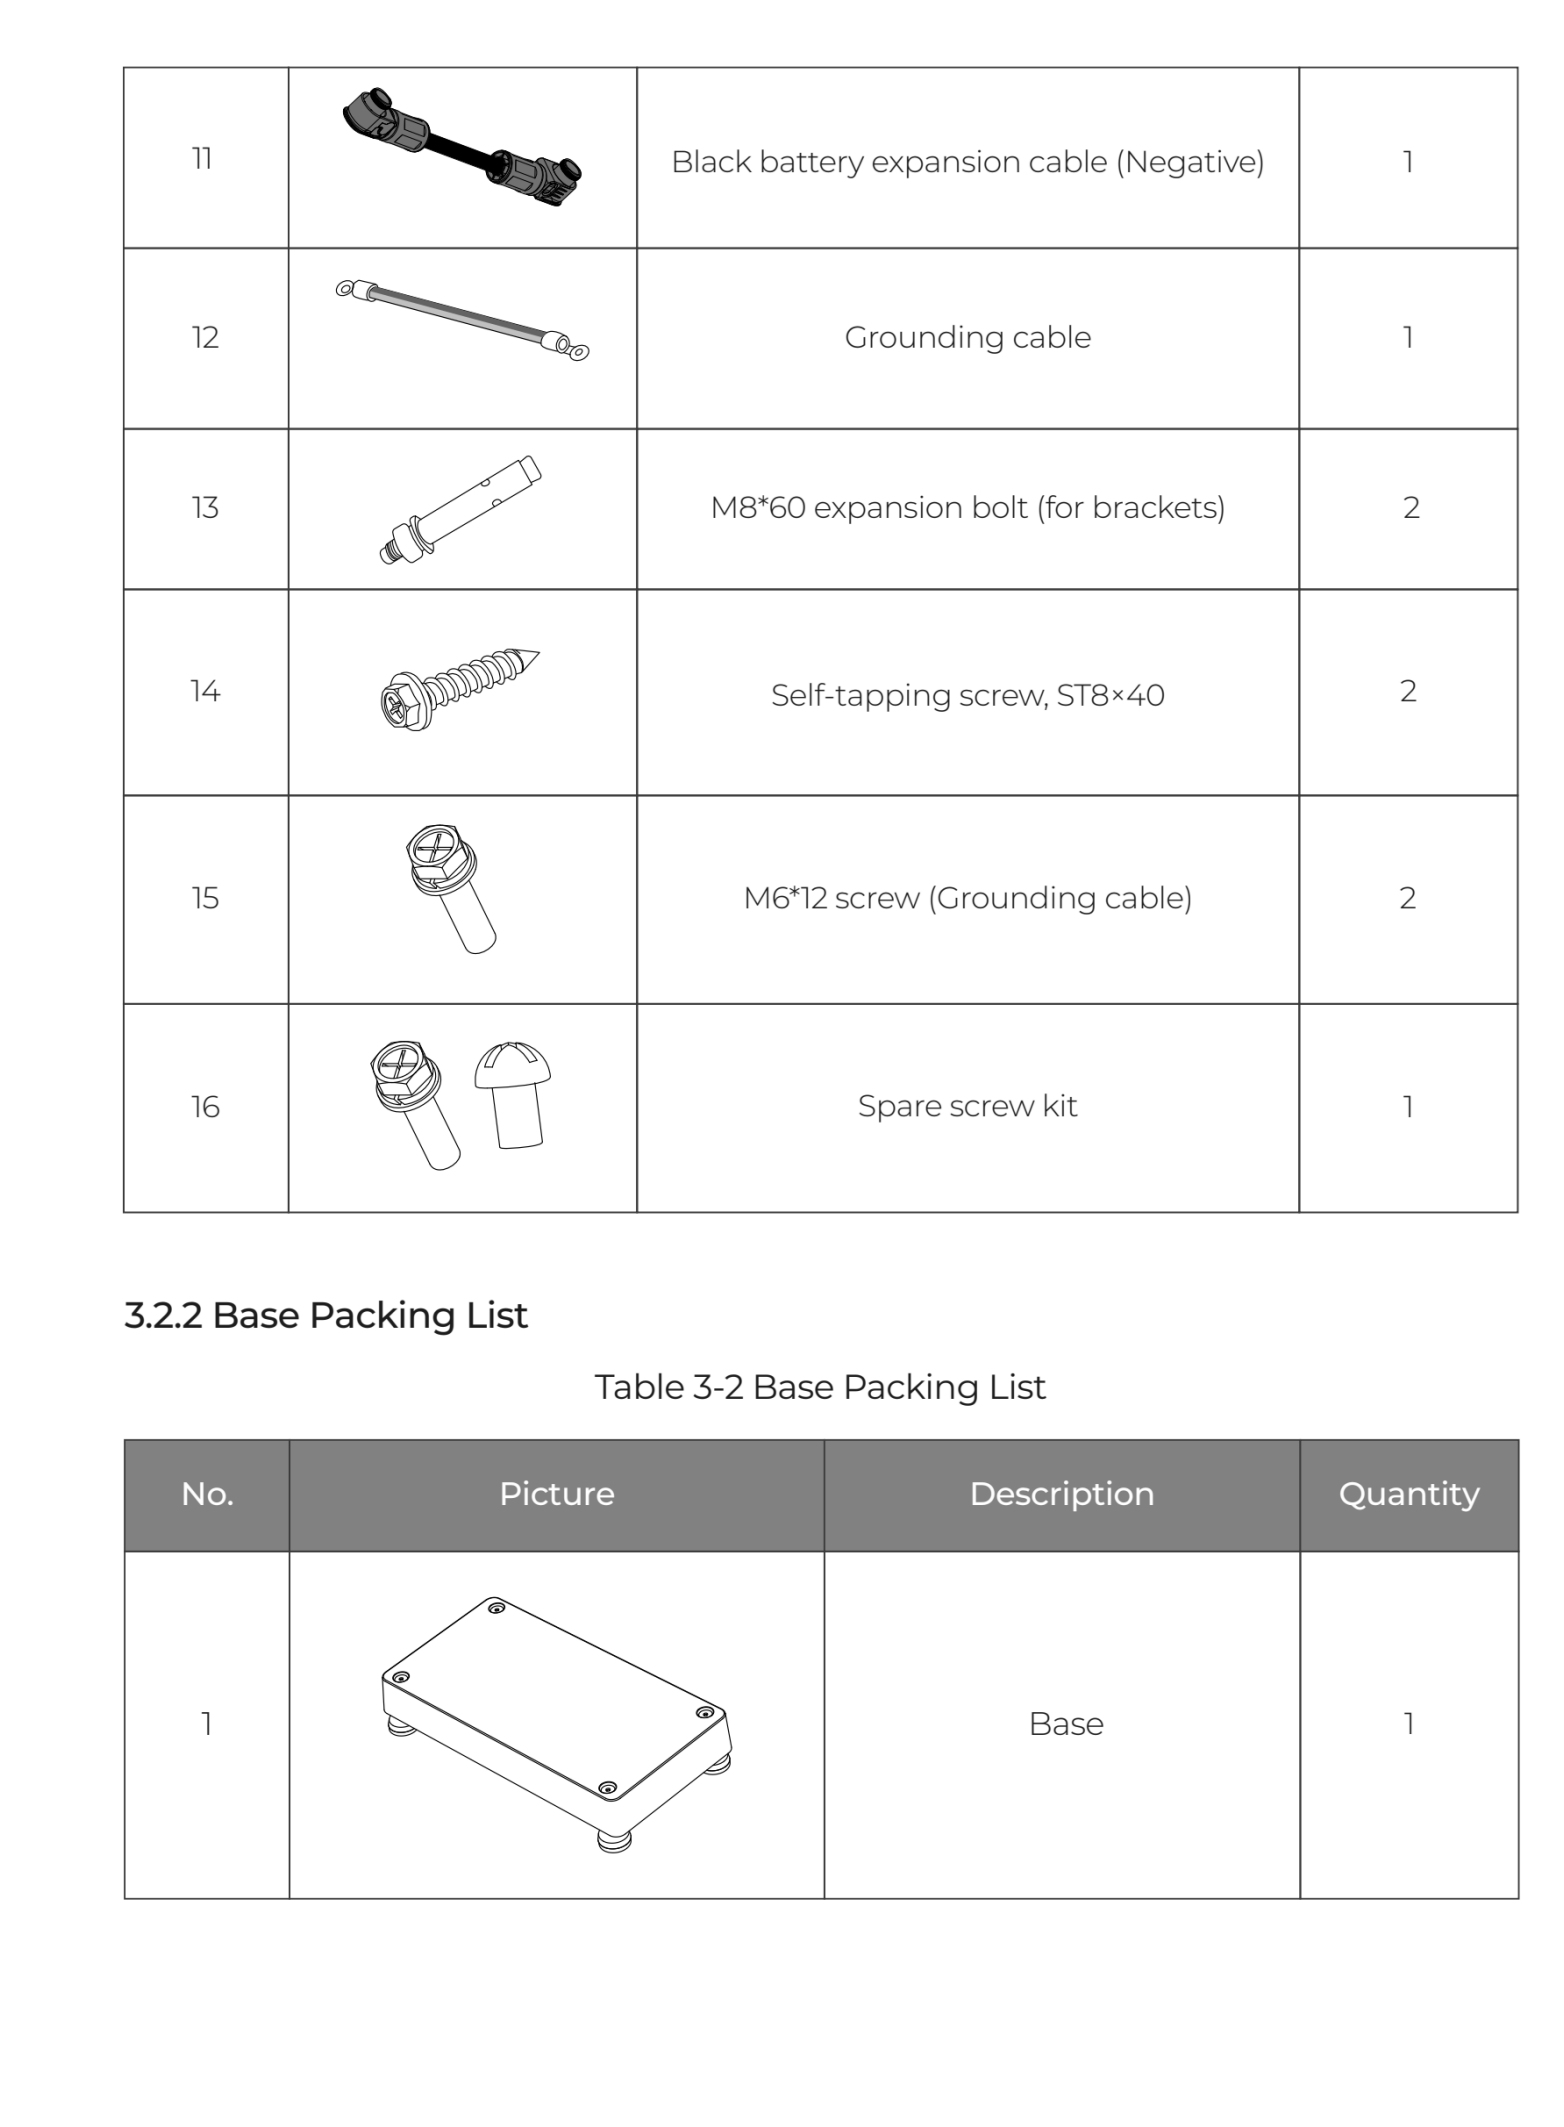 11 Black battery expansion cable (Negative) 1
12 Grounding cable 1
13 M8*60 expansion bolt (for brackets) 2
14 Self-tapping screw, ST8×40 2
15 M6*12 screw (Grounding cable) 2
16 Spare screw kit 1
3.2.2 Base Packing List
Table 3-2 Base Packing List
No. Picture Description Quantity
1 Base 1